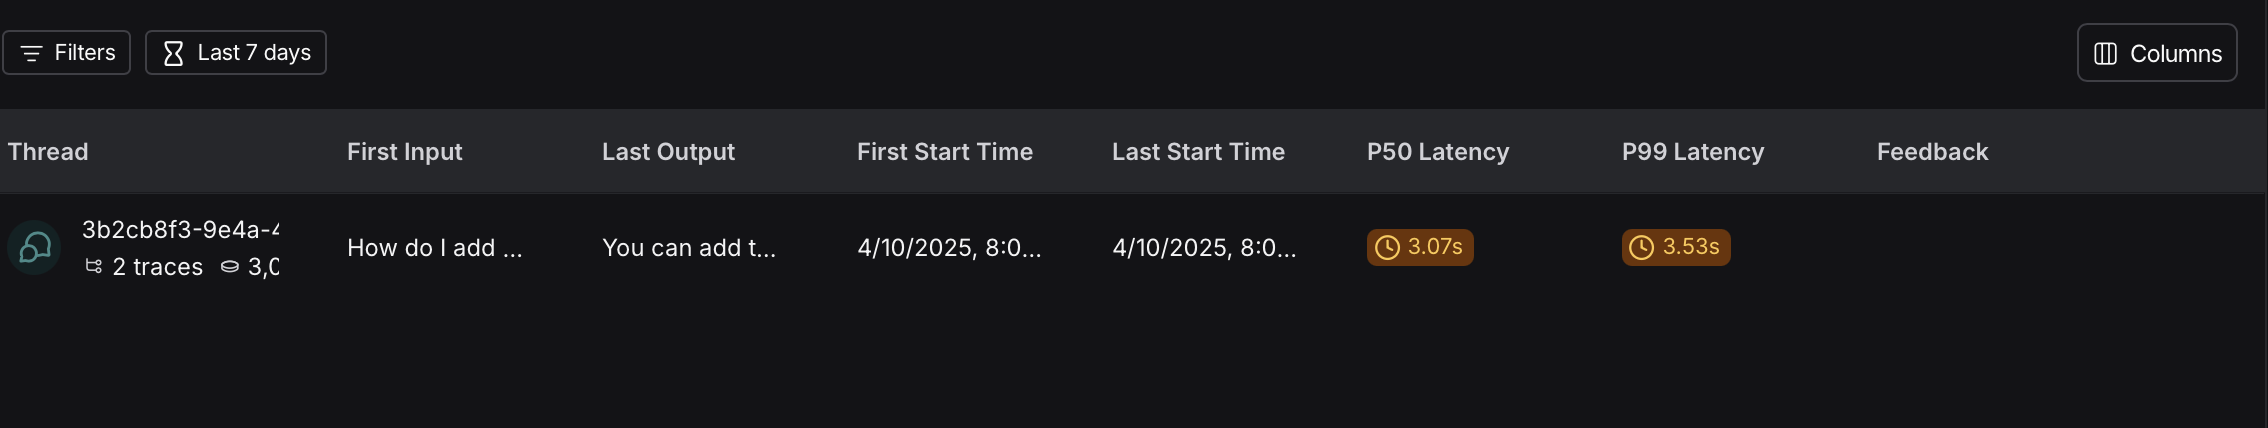 Filters
Last 7 days
Columns
Thread
First Input
Last Output
First Start Time
Last Start Time
P50 Latency
P99 Latency
Feedback
3b2cb8f3-9e4a-4
2 traces 3,0
How do I add ...
You can add t...
4/10/2025, 8:0...
4/10/2025, 8:0...
3.07s
3.53s